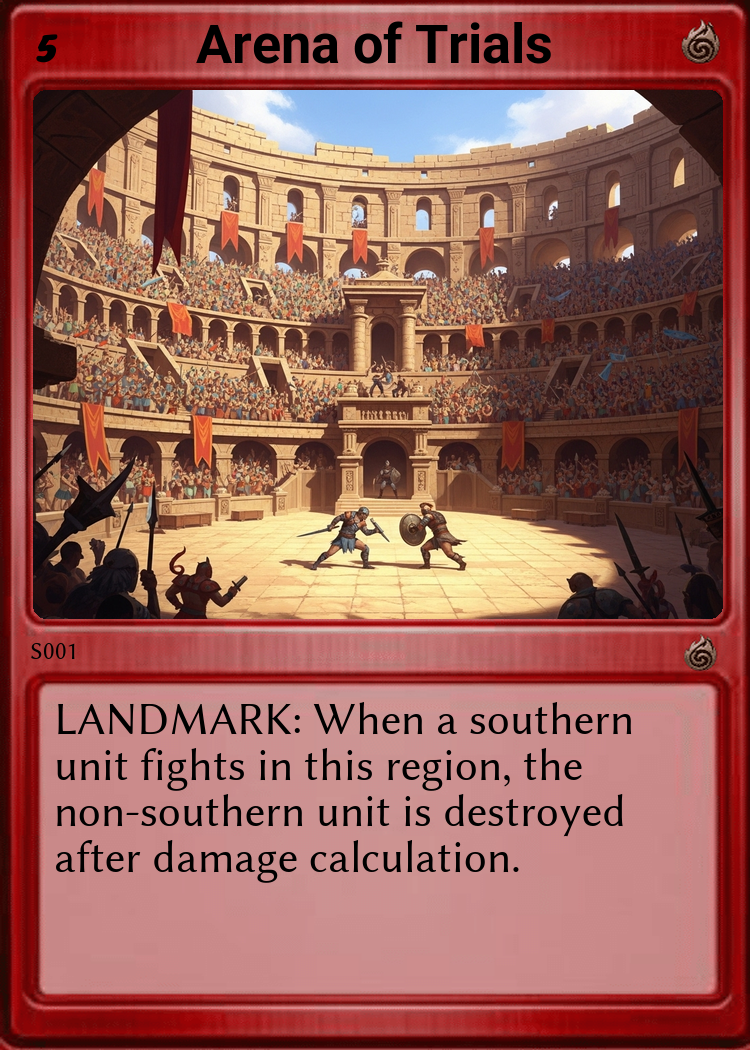 5 Arena of Trials
S001
LANDMARK: When a southern
unit fights in this region, the
non-southern unit is destroyed
after damage calculation.